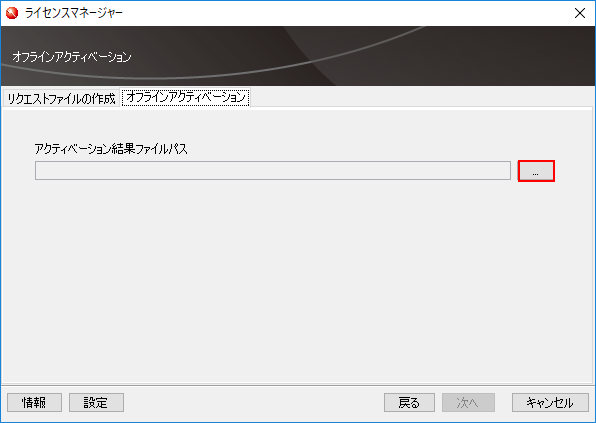 ライセンスマネージャー
オフラインアクティベーション
リクエストファイルの作成 オフラインアクティベーション
アクティベーション結果ファイルパス
...
情報 設定 戻る 次へ キャンセル